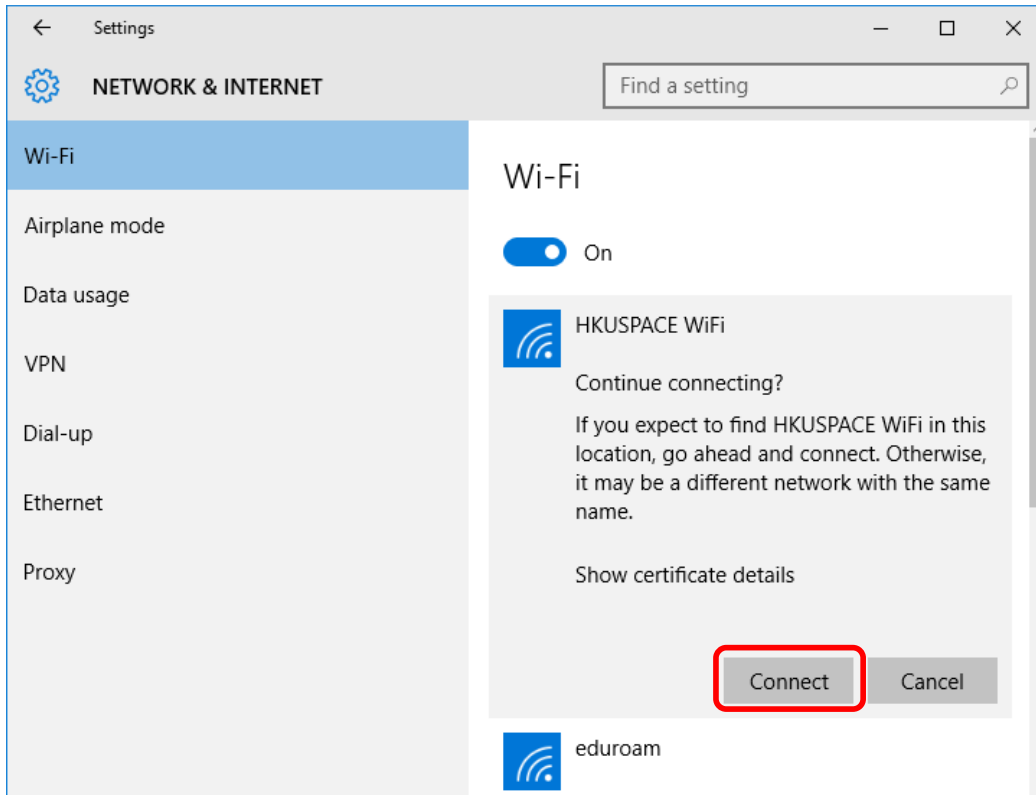 Settings
NETWORK & INTERNET
Find a setting
Wi-Fi
Airplane mode
Data usage
VPN
Dial-up
Ethernet
Proxy
Wi-Fi
On
HKUSPACE WiFi
Continue connecting?
If you expect to find HKUSPACE WiFi in this
location, go ahead and connect. Otherwise,
it may be a different network with the same
name.
Show certificate details
Connect
Cancel
eduroam